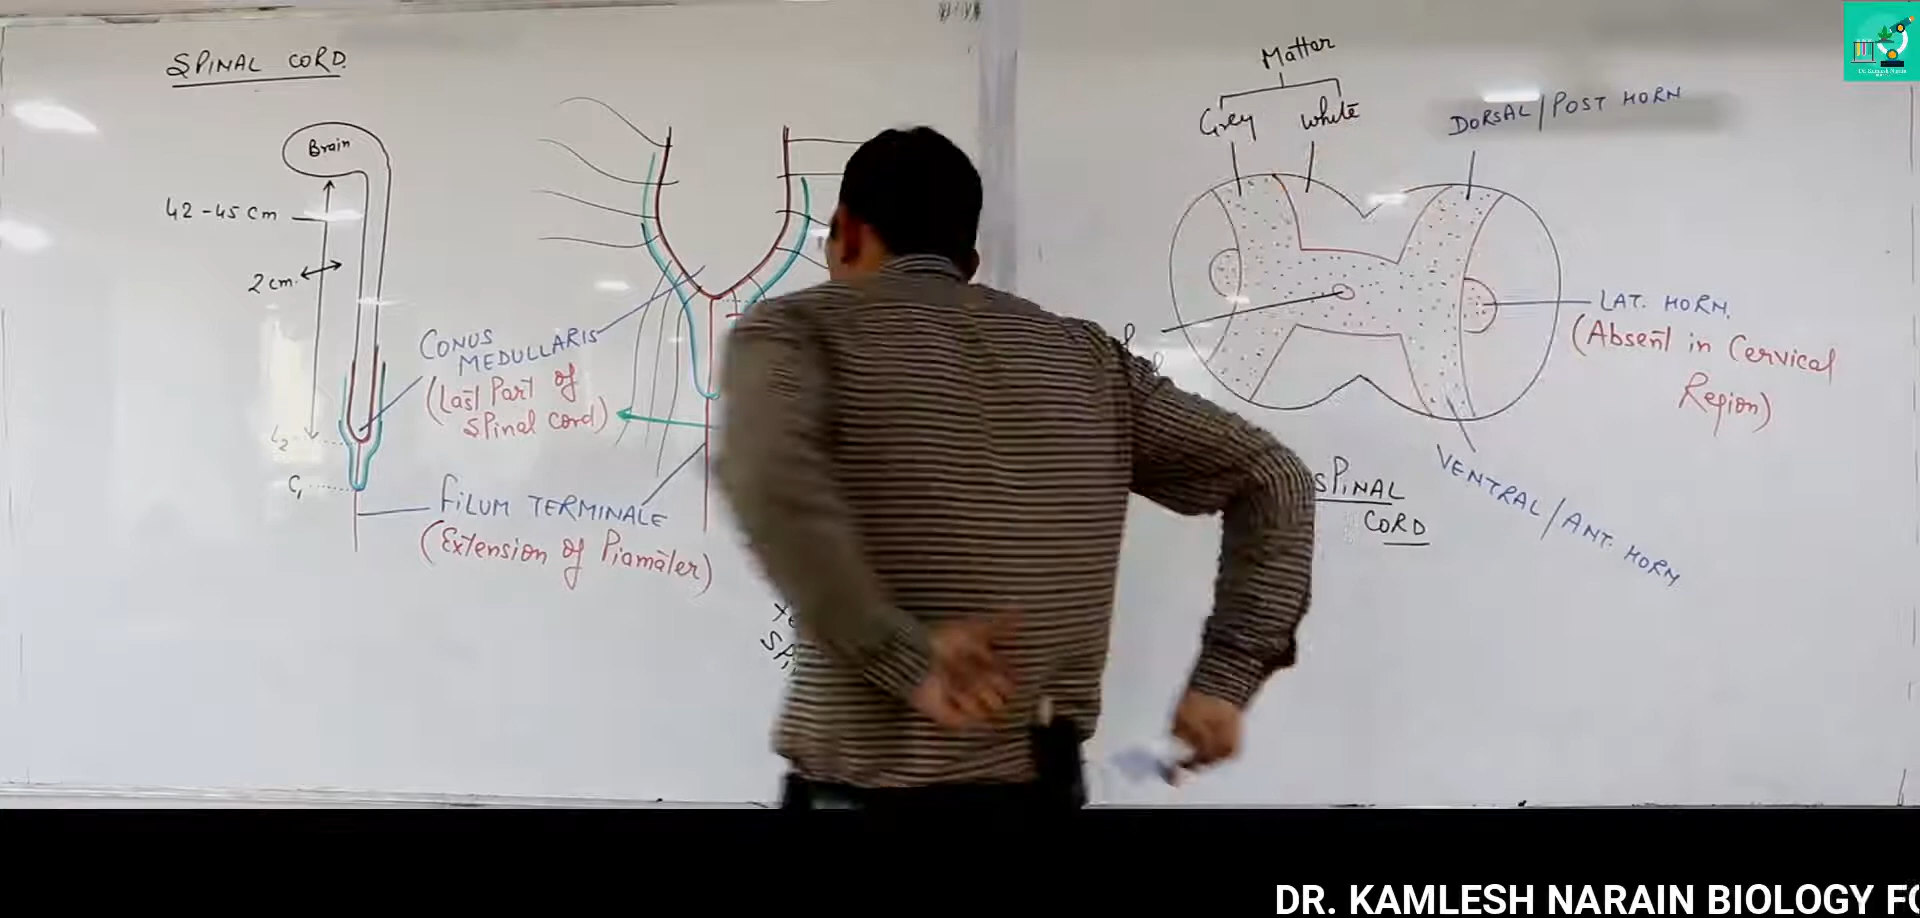 SPINAL CORD.
Brain
42-45 cm
2 cm.
L2
C1
CONUS
MEDULLARIS
(Last Part of
Spinal cord)
FILUM TERMINALE
(Extension of Piamater)
Matter
Grey White
DORSAL/POST HORN
LAT. HORN.
(Absent in Cervical
Region)
VENTRAL/ANT. HORN
SPINAL
CORD
DR. KAMLESH NARAIN BIOLOGY FO